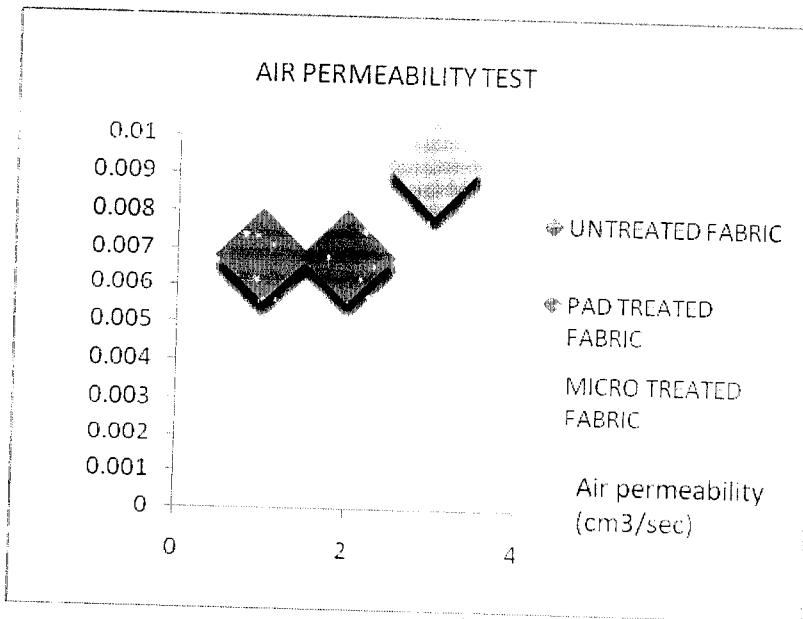 AIR PERMEABILITY TEST
0.01
0.009
0.008
0.007
0.006
0.005
0.004
0.003
0.002
0.001
0
0
2
4
UNTREATED FABRIC
PAD TREATED
FABRIC
MICRO TREATED
FABRIC
Air permeability
(cm3/sec)